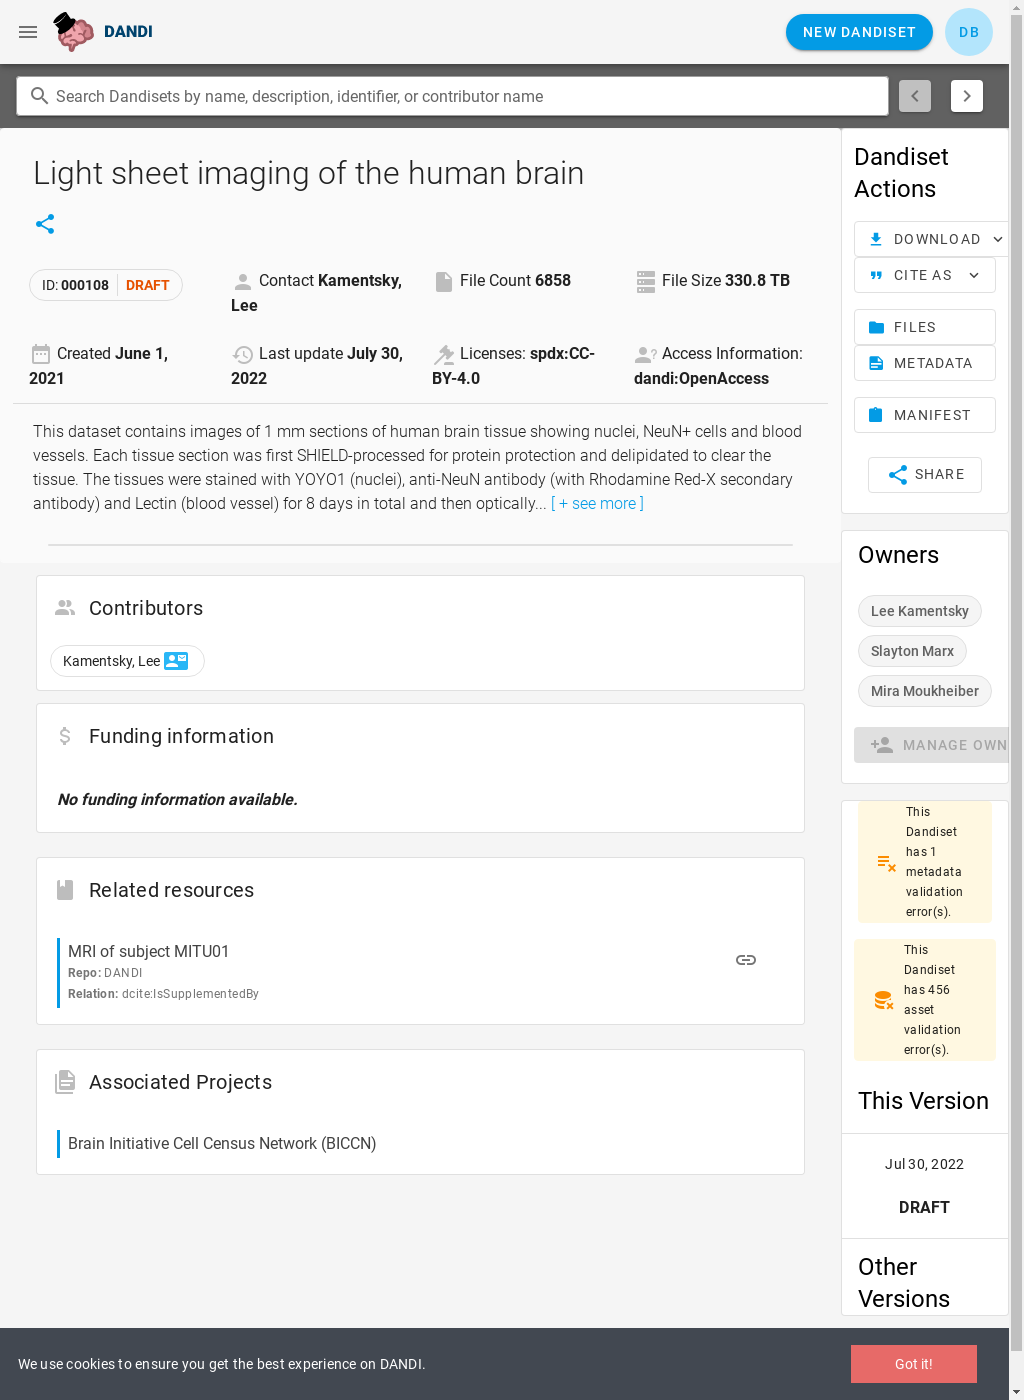 DANDI
NEW DANDISET
DB
Search Dandisets by name, description, identifier, or contributor name
Light sheet imaging of the human brain
ID: 000108 DRAFT
Contact Kamentsky,
Lee
File Count 6858
File Size 330.8 TB
Created June 1,
2021
Last update July 30,
2022
Licenses: spdx:CC-
BY-4.0
Access Information:
dandi:OpenAccess
This dataset contains images of 1 mm sections of human brain tissue showing nuclei, NeuN+ cells and blood
vessels. Each tissue section was first SHIELD-processed for protein protection and delipidated to clear the
tissue. The tissues were stained with YOYO1 (nuclei), anti-NeuN antibody (with Rhodamine Red-X secondary
antibody) and Lectin (blood vessel) for 8 days in total and then optically... [ + see more ]
Contributors
Kamentsky, Lee
Funding information
No funding information available.
Related resources
MRI of subject MITU01
Repo: DANDI
Relation: dcite:IsSupplementedBy
Associated Projects
Brain Initiative Cell Census Network (BICCN)
Dandiset
Actions
DOWNLOAD
CITE AS
FILES
METADATA
MANIFEST
SHARE
Owners
Lee Kamentsky
Slayton Marx
Mira Moukheiber
MANAGE OWN
This
Dandiset
has 1
metadata
validation
error(s).
This
Dandiset
has 456
asset
validation
error(s).
This Version
Jul 30, 2022
DRAFT
Other
Versions
We use cookies to ensure you get the best experience on DANDI.
Got it!